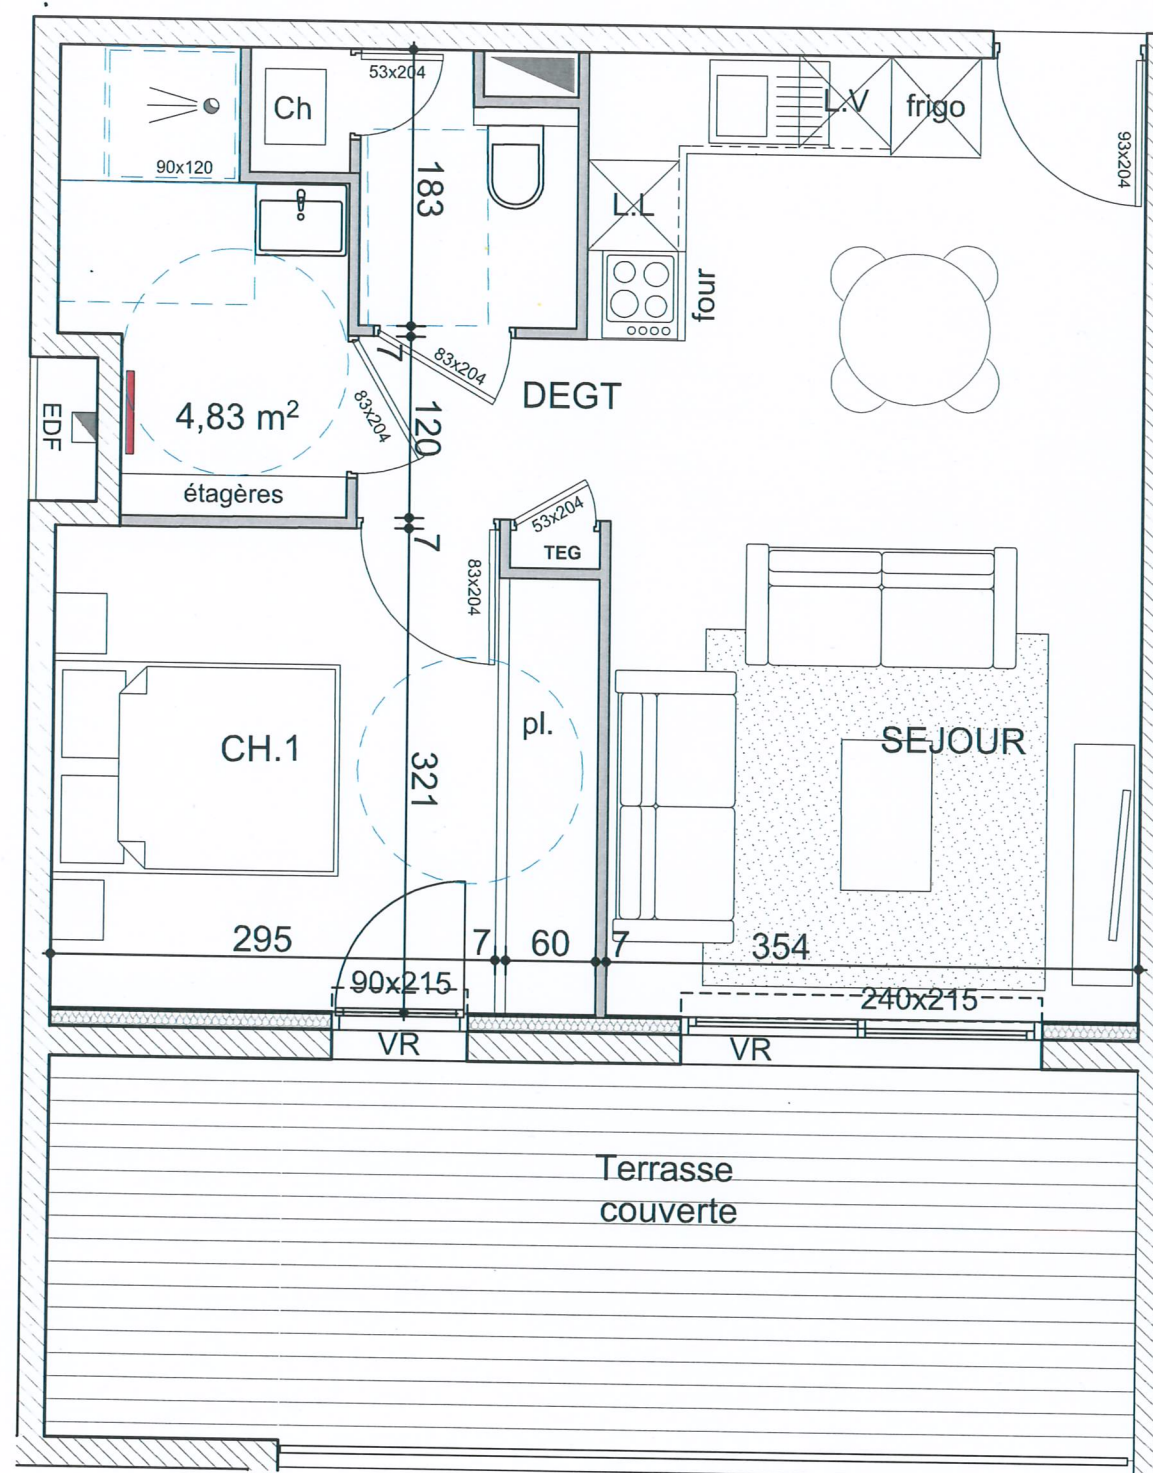 53x204
Ch
L.V
frigo
90x120
93x204
183
L.L
four
7
83x204
83x204
DEGT
120
EDF
4,83 m²
étagères
53x204
TEG
7
83x204
pl.
CH.1
SEJOUR
321
295
7
60
7
354
90x215
240x215
VR
VR
Terrasse
couverte